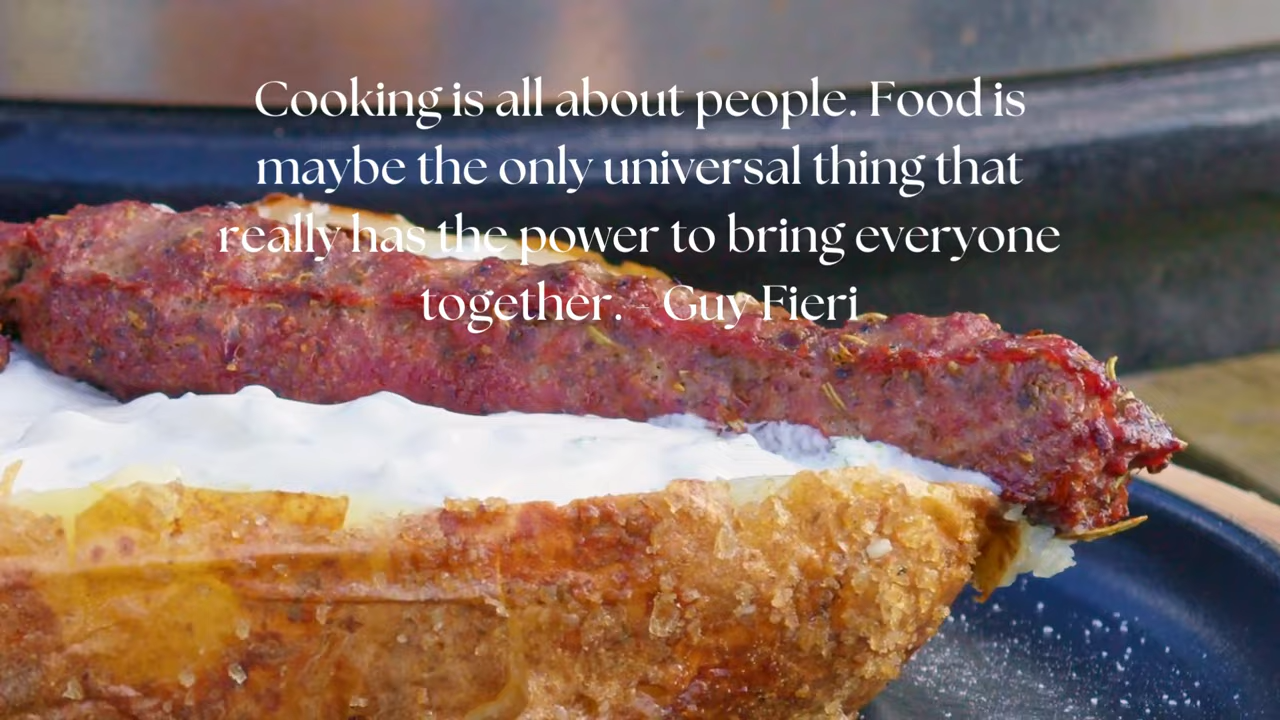 Cooking is all about people. Food is
maybe the only universal thing that
really has the power to bring everyone
together. - Guy Fieri